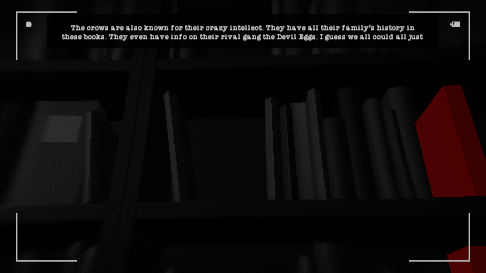 The crows are also known for their crazy intellect. They have all their family's history in
these books. They even have info on their rival gang the Devil Eggs. I guess we all could all just